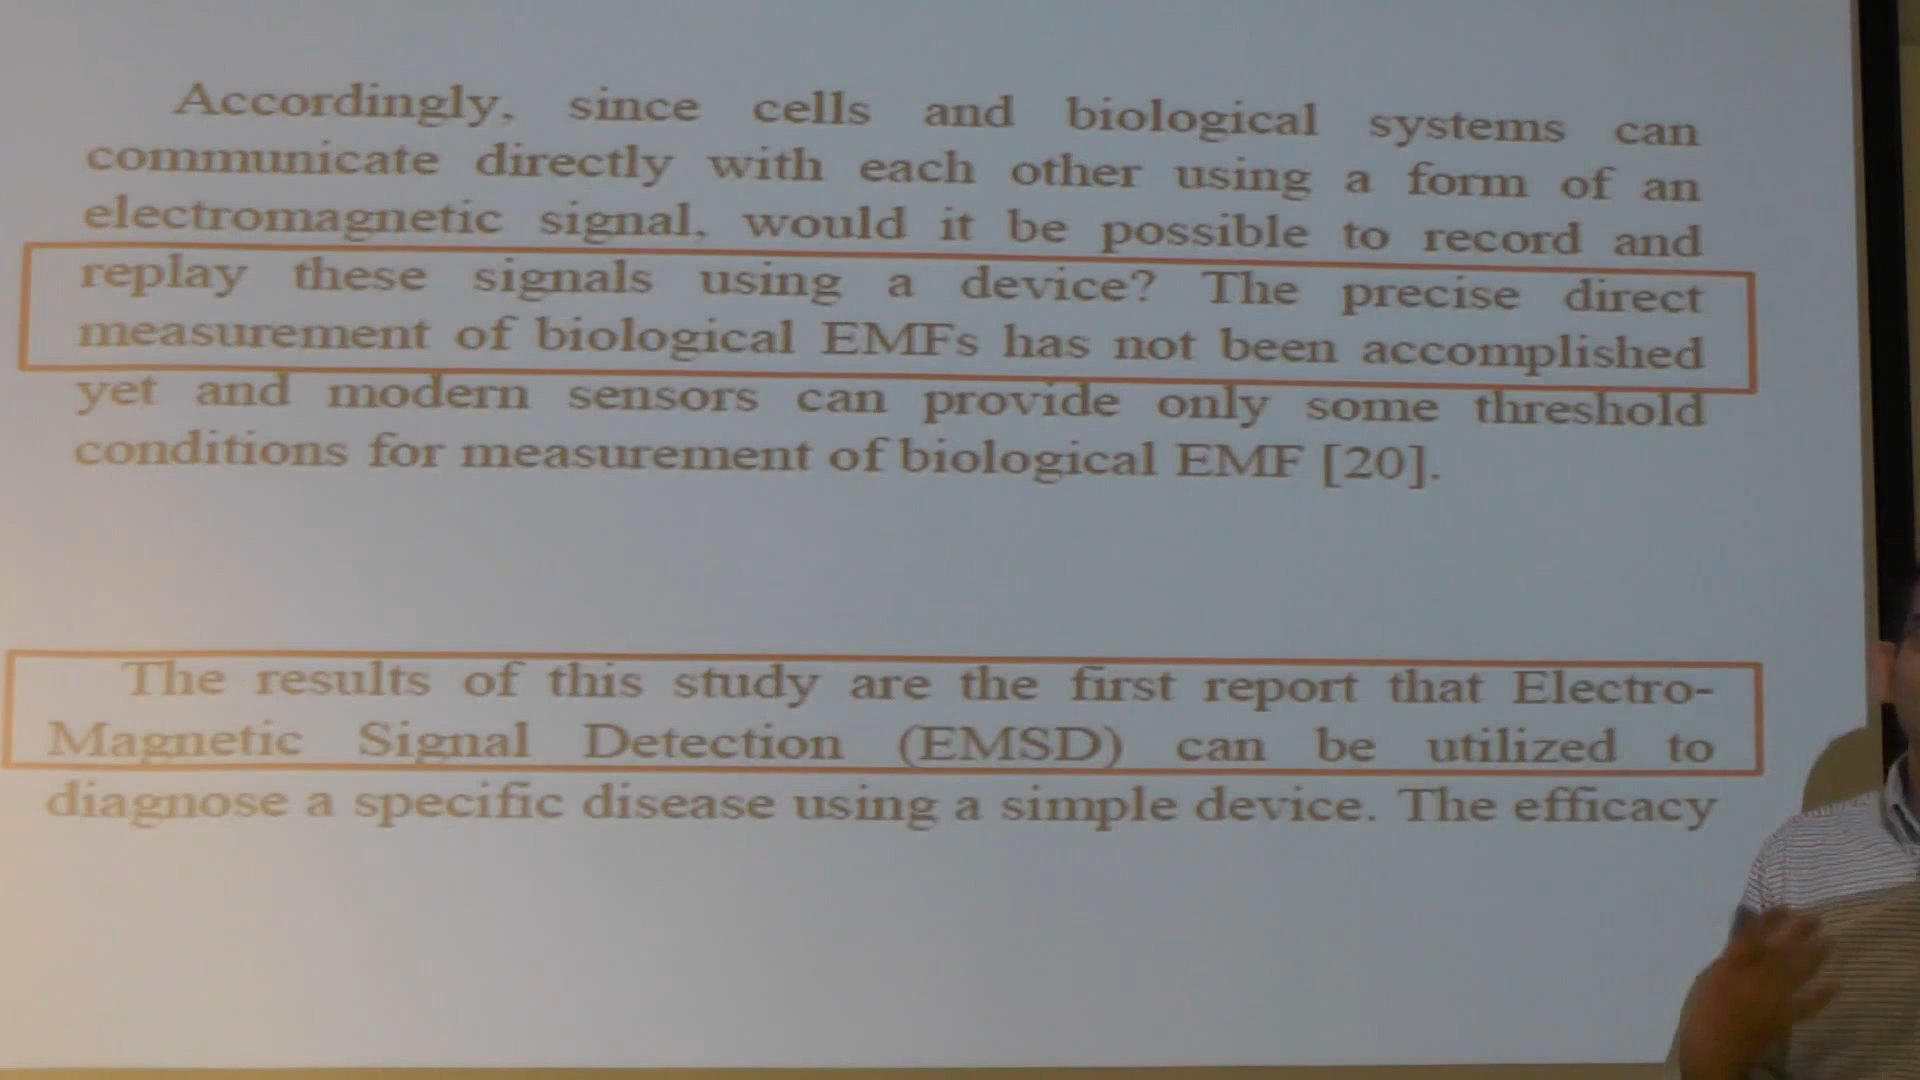 Accordingly, since cells and biological systems can
communicate directly with each other using a form of an
electromagnetic signal, would it be possible to record and
replay these signals using a device? The precise direct
measurement of biological EMFs has not been accomplished
yet and modern sensors can provide only some threshold
conditions for measurement of biological EMF [20].
The results of this study are the first report that Electro-
Magnetic Signal Detection (EMSD) can be utilized to
diagnose a specific disease using a simple device. The efficacy